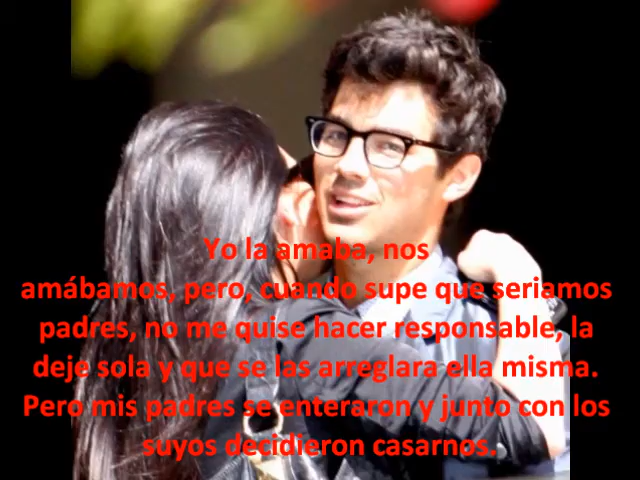 Yo la amaba, nos
amábamos, pero, cuando supe que seriamos
padres, no me quise hacer responsable, la
deje sola y que se las arreglara ella misma.
Pero mis padres se enteraron y junto con los
suyos decidieron casarnos.